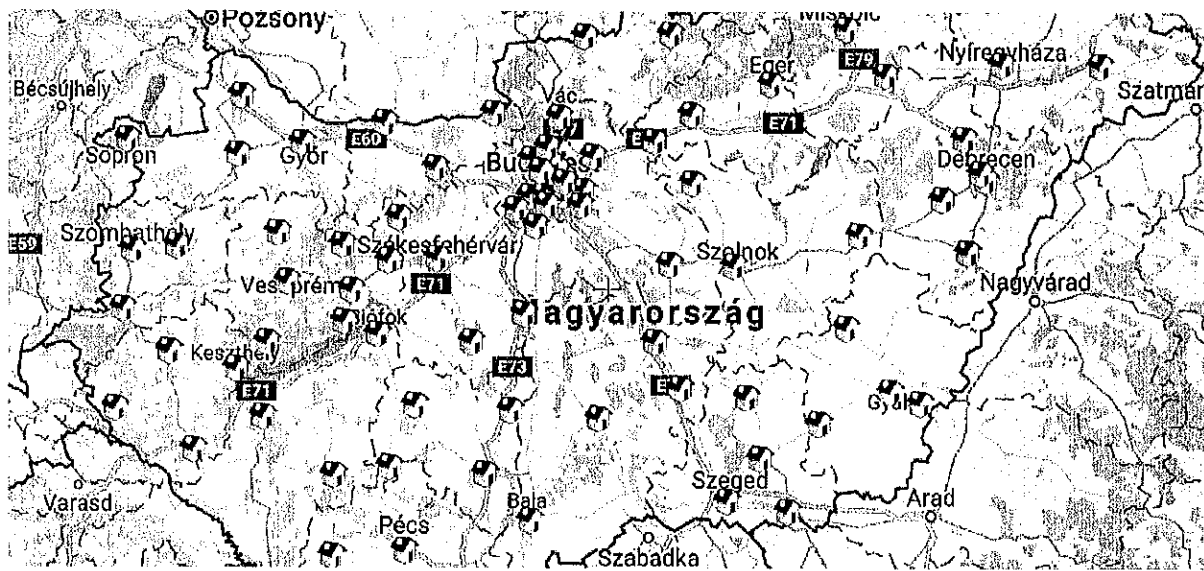 Pozsony
Miskolc
Nyíregyháza
Eger
E79
Bécsújhely
Szatmár
E71
E60
Sopron
Győr
Debrecen
Szombathely
E59
Székesfehérvár
Szolnok
E71
Nagyvárad
Magyarország
Keszthely
E73
E71
Varasd
Szeged
Arad
Baja
Pécs
Szabadka